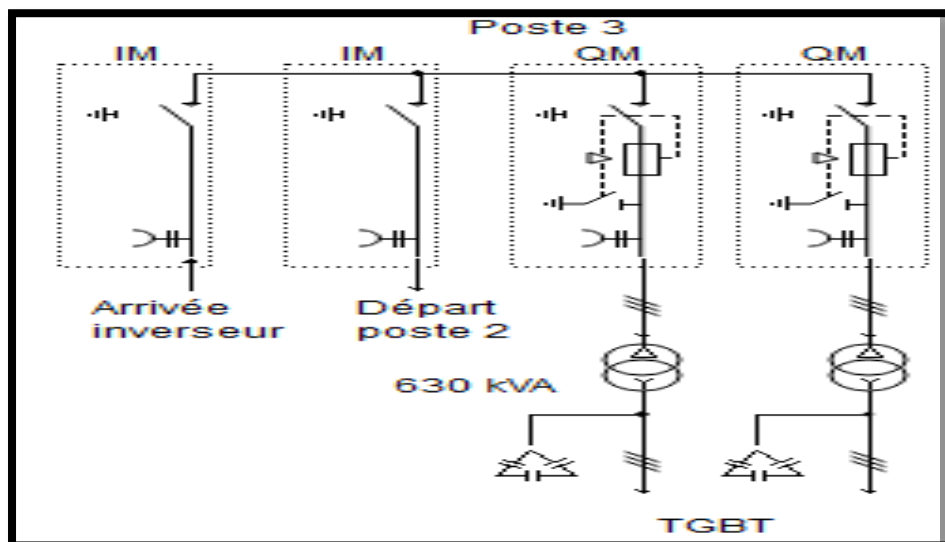 Poste 3
IM IM QM QM
Arrivée Départ
inverseur poste 2
630 kVA
TGBT